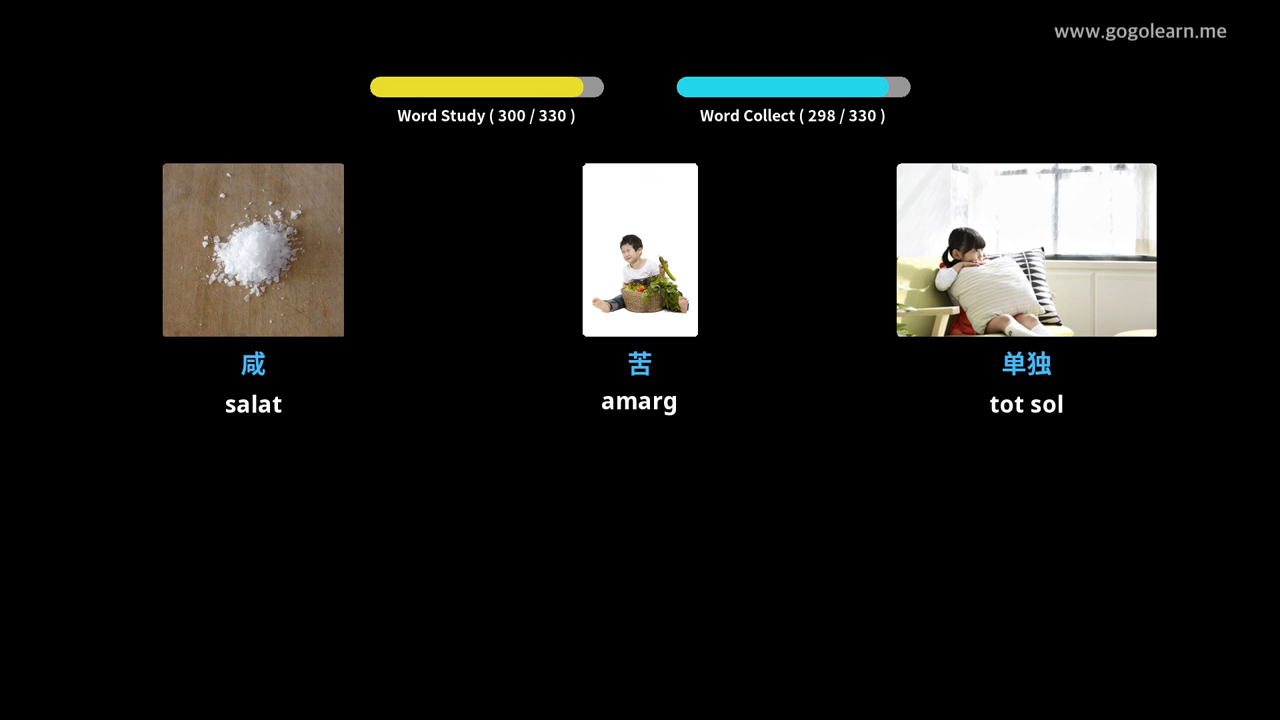 www.gogolearn.me
Word Study ( 300 / 330 )
Word Collect ( 298 / 330 )
咸
苦
单独
salat
amarg
tot sol